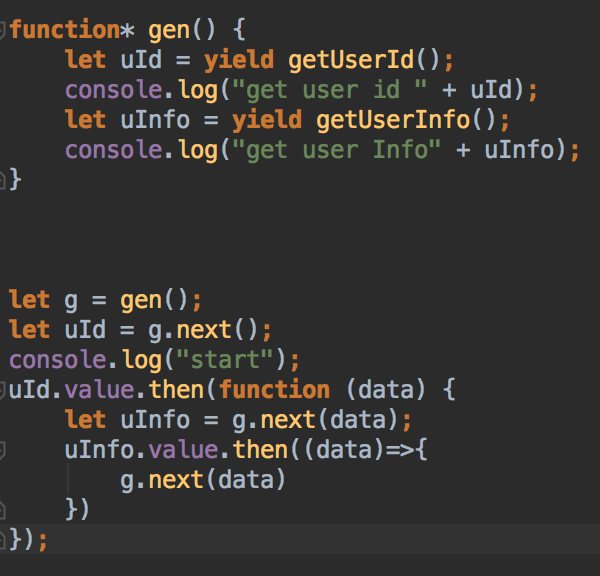 function* gen() {
    let uId = yield getUserId();
    console.log("get user id " + uId);
    let uInfo = yield getUserInfo();
    console.log("get user Info" + uInfo);
}
let g = gen();
let uId = g.next();
console.log("start");
uId.value.then(function (data) {
    let uInfo = g.next(data);
    uInfo.value.then((data)=>{
        g.next(data)
    })
});